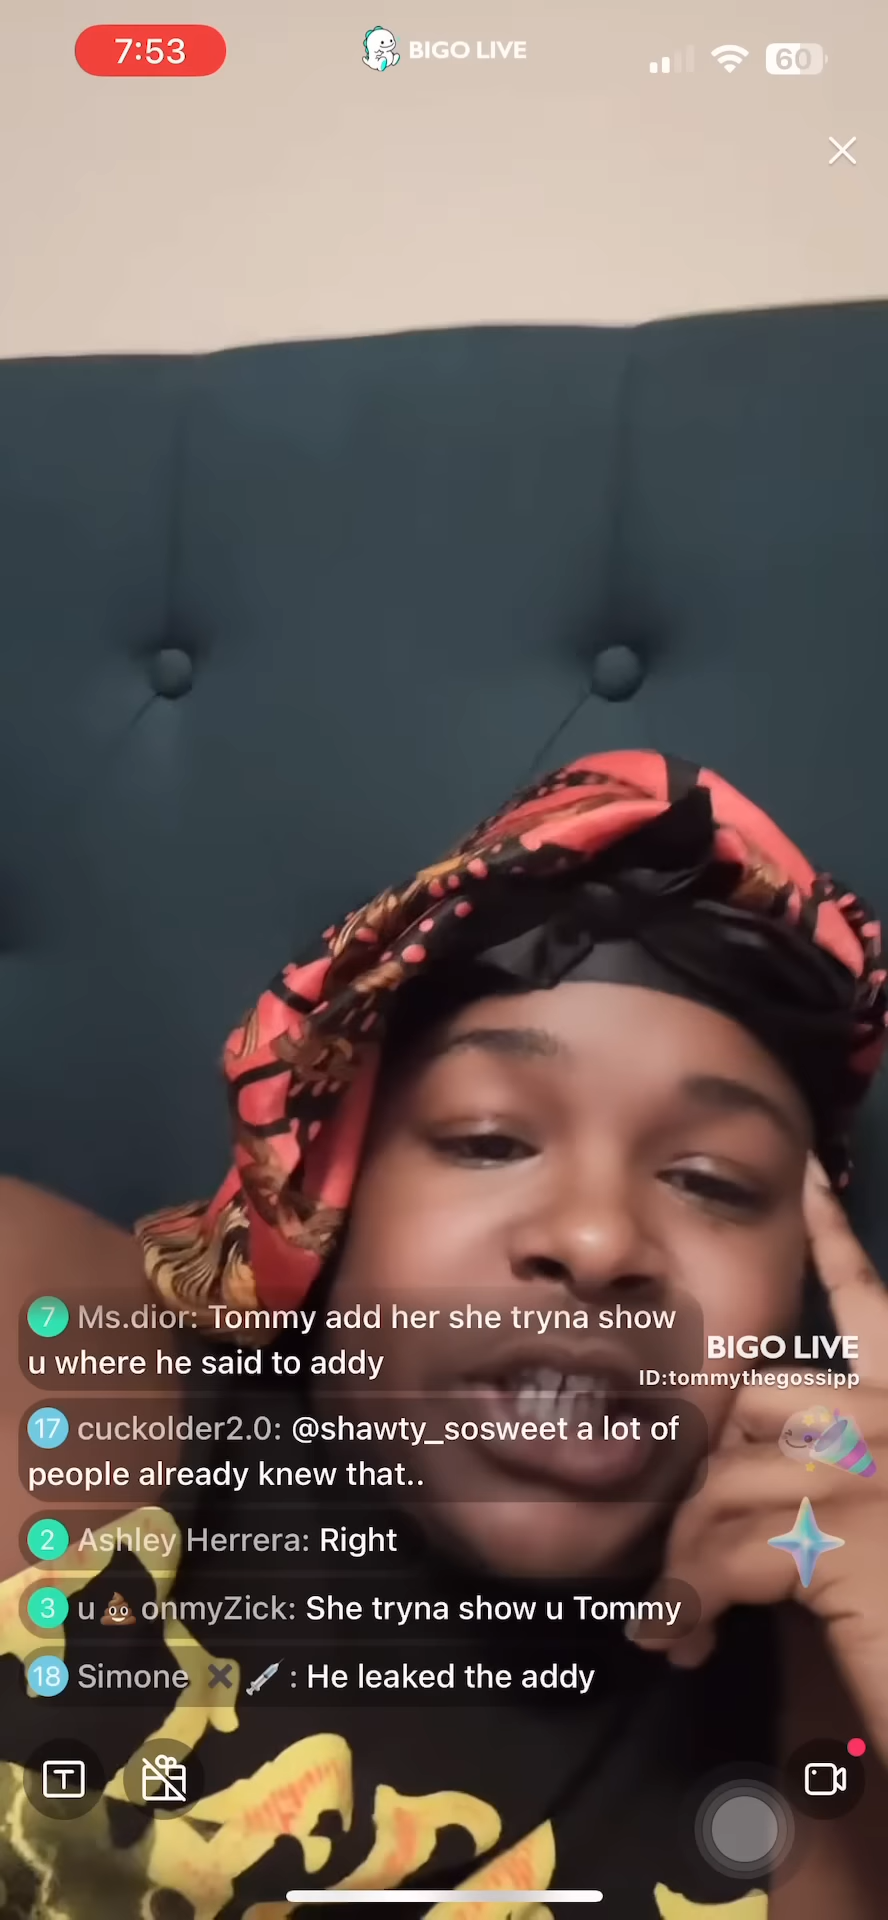 7:53
BIGO LIVE
60
7 Ms.dior: Tommy add her she tryna show
u where he said to addy
BIGO LIVE
ID:tommythegossipp
17 cuckolder2.0: @shawty_sosweet a lot of
people already knew that..
2 Ashley Herrera: Right
3 u💩onmyZick: She tryna show u Tommy
18 Simone ✖️💉: He leaked the addy
T